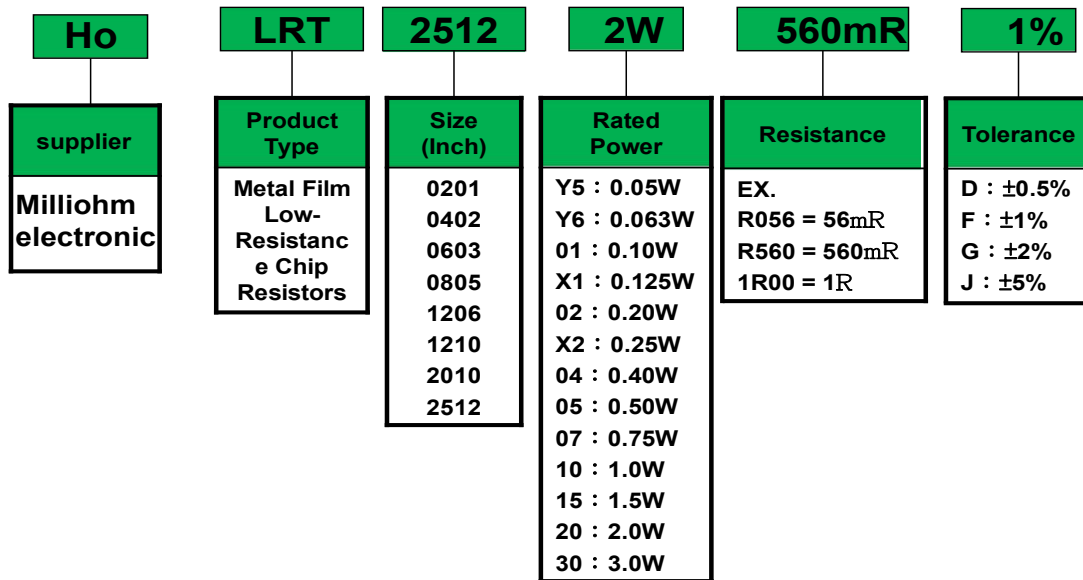 Ho LRT 2512 2W 560mR 1%
supplier
Milliohm
electronic
Product
Type
Metal Film
Low-
Resistanc
e Chip
Resistors
Size
(Inch)
0201
0402
0603
0805
1206
1210
2010
2512
Rated
Power
Y5：0.05W
Y6：0.063W
01：0.10W
X1：0.125W
02：0.20W
X2：0.25W
04：0.40W
05：0.50W
07：0.75W
10：1.0W
15：1.5W
20：2.0W
30：3.0W
Resistance
EX.
R056 = 56mR
R560 = 560mR
1R00 = 1R
Tolerance
D：±0.5%
F：±1%
G：±2%
J：±5%